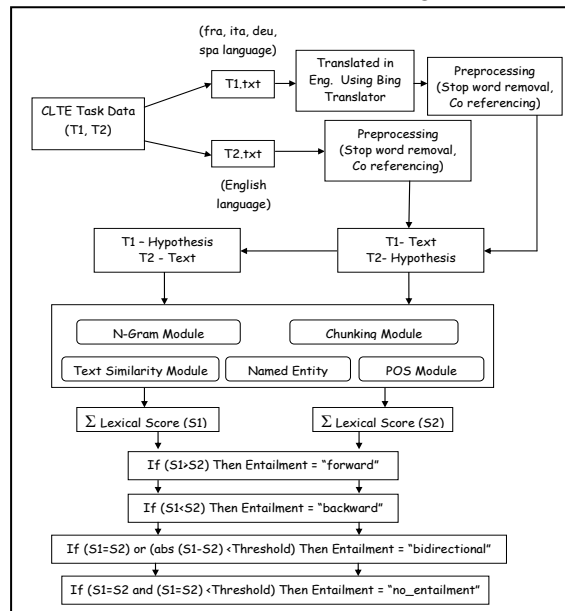 (fra, ita, deu,
spa language)
T1.txt
Translated in
Eng. Using Bing
Translator
Preprocessing
(Stop word removal,
Co referencing)
CLTE Task Data
(T1, T2)
T2.txt
(English
language)
Preprocessing
(Stop word removal,
Co referencing)
T1 – Hypothesis
T2 - Text
T1- Text
T2- Hypothesis
N-Gram Module
Chunking Module
Text Similarity Module
Named Entity
POS Module
∑ Lexical Score (S1)
∑ Lexical Score (S2)
If (S1>S2) Then Entailment = “forward”
If (S1<S2) Then Entailment = “backward”
If (S1=S2) or (abs (S1-S2) <Threshold) Then Entailment = “bidirectional”
If (S1=S2 and (S1=S2) <Threshold) Then Entailment = “no_entailment”